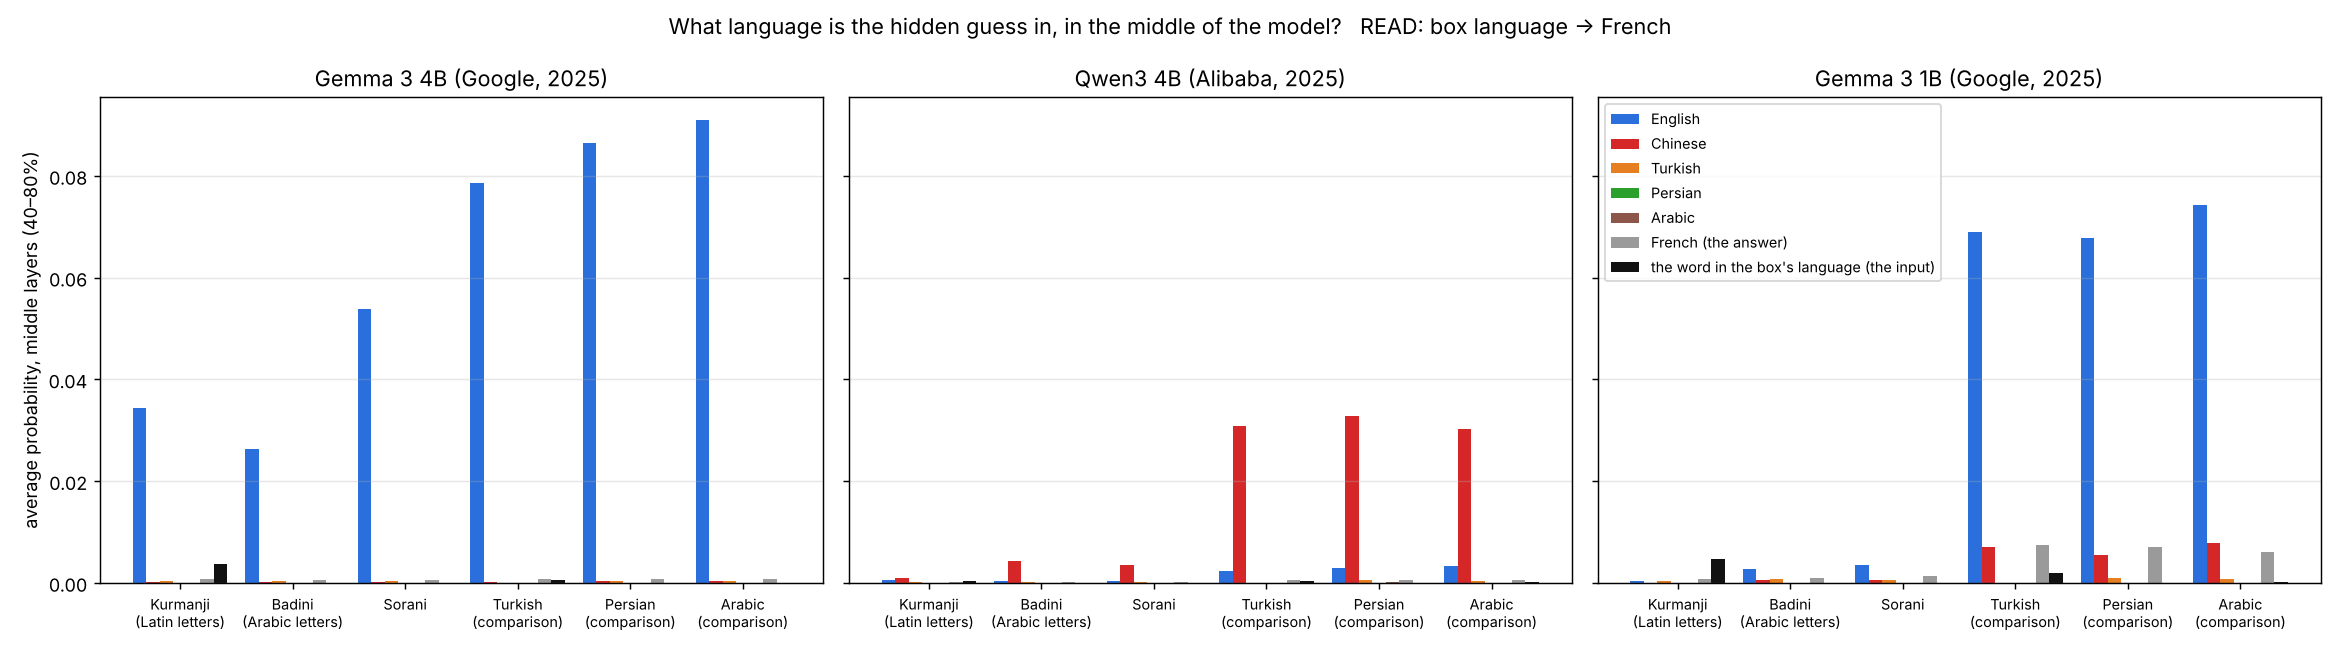 What language is the hidden guess in, in the middle of the model?   READ: box language → French
Gemma 3 4B (Google, 2025)
Qwen3 4B (Alibaba, 2025)
Gemma 3 1B (Google, 2025)
average probability, middle layers (40–80%)
0.08
0.06
0.04
0.02
0.00
English
Chinese
Turkish
Persian
Arabic
French (the answer)
the word in the box's language (the input)
Kurmanji
(Latin letters)
Badini
(Arabic letters)
Sorani
Turkish
(comparison)
Persian
(comparison)
Arabic
(comparison)
Kurmanji
(Latin letters)
Badini
(Arabic letters)
Sorani
Turkish
(comparison)
Persian
(comparison)
Arabic
(comparison)
Kurmanji
(Latin letters)
Badini
(Arabic letters)
Sorani
Turkish
(comparison)
Persian
(comparison)
Arabic
(comparison)